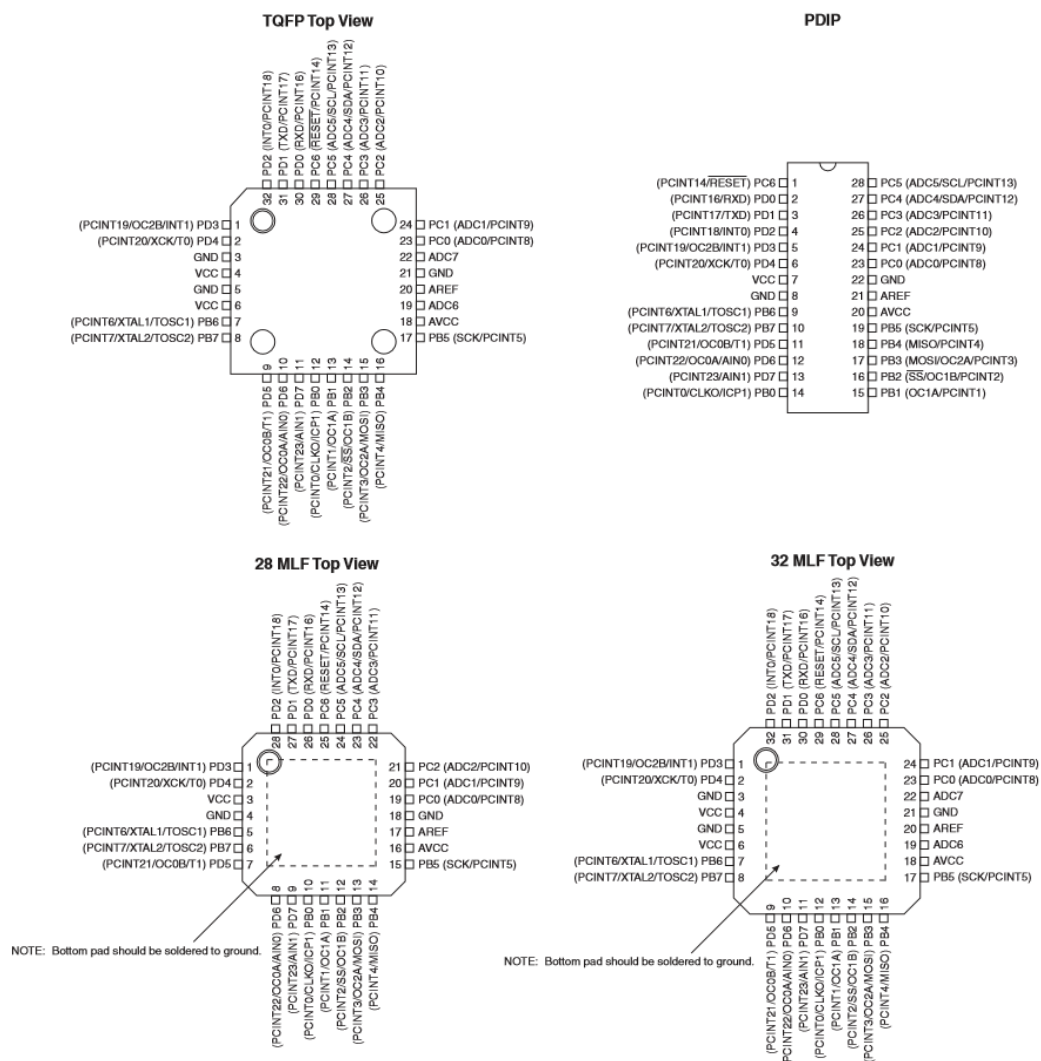 TQFP Top View
PD2 (INT0/PCINT18)
PD1 (TXD/PCINT17)
PD0 (RXD/PCINT16)
PC6 (RESET/PCINT14)
PC5 (ADC5/SCL/PCINT13)
PC4 (ADC4/SDA/PCINT12)
PC3 (ADC3/PCINT11)
PC2 (ADC2/PCINT10)
32 31 30 29 28 27 26 25
(PCINT19/OC2B/INT1) PD3 1
(PCINT20/XCK/T0) PD4 2
GND 3
VCC 4
GND 5
VCC 6
(PCINT6/XTAL1/TOSC1) PB6 7
(PCINT7/XTAL2/TOSC2) PB7 8
24 PC1 (ADC1/PCINT9)
23 PC0 (ADC0/PCINT8)
22 ADC7
21 GND
20 AREF
19 ADC6
18 AVCC
17 PB5 (SCK/PCINT5)
9 10 11 12 13 14 15 16
(PCINT21/OC0B/T1) PD5
(PCINT22/OC0A/AIN0) PD6
(PCINT23/AIN1) PD7
(PCINT0/CLKO/ICP1) PB0
(PCINT1/OC1A) PB1
(PCINT2/SS/OC1B) PB2
(PCINT3/OC2A/MOSI) PB3
(PCINT4/MISO) PB4
PDIP
(PCINT14/RESET) PC6 1
(PCINT16/RXD) PD0 2
(PCINT17/TXD) PD1 3
(PCINT18/INT0) PD2 4
(PCINT19/OC2B/INT1) PD3 5
(PCINT20/XCK/T0) PD4 6
VCC 7
GND 8
(PCINT6/XTAL1/TOSC1) PB6 9
(PCINT7/XTAL2/TOSC2) PB7 10
(PCINT21/OC0B/T1) PD5 11
(PCINT22/OC0A/AIN0) PD6 12
(PCINT23/AIN1) PD7 13
(PCINT0/CLKO/ICP1) PB0 14
28 PC5 (ADC5/SCL/PCINT13)
27 PC4 (ADC4/SDA/PCINT12)
26 PC3 (ADC3/PCINT11)
25 PC2 (ADC2/PCINT10)
24 PC1 (ADC1/PCINT9)
23 PC0 (ADC0/PCINT8)
22 GND
21 AREF
20 AVCC
19 PB5 (SCK/PCINT5)
18 PB4 (MISO/PCINT4)
17 PB3 (MOSI/OC2A/PCINT3)
16 PB2 (SS/OC1B/PCINT2)
15 PB1 (OC1A/PCINT1)
28 MLF Top View
PD2 (INT0/PCINT18)
PD1 (TXD/PCINT17)
PD0 (RXD/PCINT16)
PC6 (RESET/PCINT14)
PC5 (ADC5/SCL/PCINT13)
PC4 (ADC4/SDA/PCINT12)
PC3 (ADC3/PCINT11)
28 27 26 25 24 23 22
(PCINT19/OC2B/INT1) PD3 1
(PCINT20/XCK/T0) PD4 2
VCC 3
GND 4
(PCINT6/XTAL1/TOSC1) PB6 5
(PCINT7/XTAL2/TOSC2) PB7 6
(PCINT21/OC0B/T1) PD5 7
21 PC2 (ADC2/PCINT10)
20 PC1 (ADC1/PCINT9)
19 PC0 (ADC0/PCINT8)
18 GND
17 AREF
16 AVCC
15 PB5 (SCK/PCINT5)
8 9 10 11 12 13 14
(PCINT22/OC0A/AIN0) PD6
(PCINT23/AIN1) PD7
(PCINT0/CLKO/ICP1) PB0
(PCINT1/OC1A) PB1
(PCINT2/SS/OC1B) PB2
(PCINT3/OC2A/MOSI) PB3
(PCINT4/MISO) PB4
NOTE: Bottom pad should be soldered to ground.
32 MLF Top View
PD2 (INT0/PCINT18)
PD1 (TXD/PCINT17)
PD0 (RXD/PCINT16)
PC6 (RESET/PCINT14)
PC5 (ADC5/SCL/PCINT13)
PC4 (ADC4/SDA/PCINT12)
PC3 (ADC3/PCINT11)
PC2 (ADC2/PCINT10)
32 31 30 29 28 27 26 25
(PCINT19/OC2B/INT1) PD3 1
(PCINT20/XCK/T0) PD4 2
GND 3
VCC 4
GND 5
VCC 6
(PCINT6/XTAL1/TOSC1) PB6 7
(PCINT7/XTAL2/TOSC2) PB7 8
24 PC1 (ADC1/PCINT9)
23 PC0 (ADC0/PCINT8)
22 ADC7
21 GND
20 AREF
19 ADC6
18 AVCC
17 PB5 (SCK/PCINT5)
9 10 11 12 13 14 15 16
(PCINT21/OC0B/T1) PD5
(PCINT22/OC0A/AIN0) PD6
(PCINT23/AIN1) PD7
(PCINT0/CLKO/ICP1) PB0
(PCINT1/OC1A) PB1
(PCINT2/SS/OC1B) PB2
(PCINT3/OC2A/MOSI) PB3
(PCINT4/MISO) PB4
NOTE: Bottom pad should be soldered to ground.